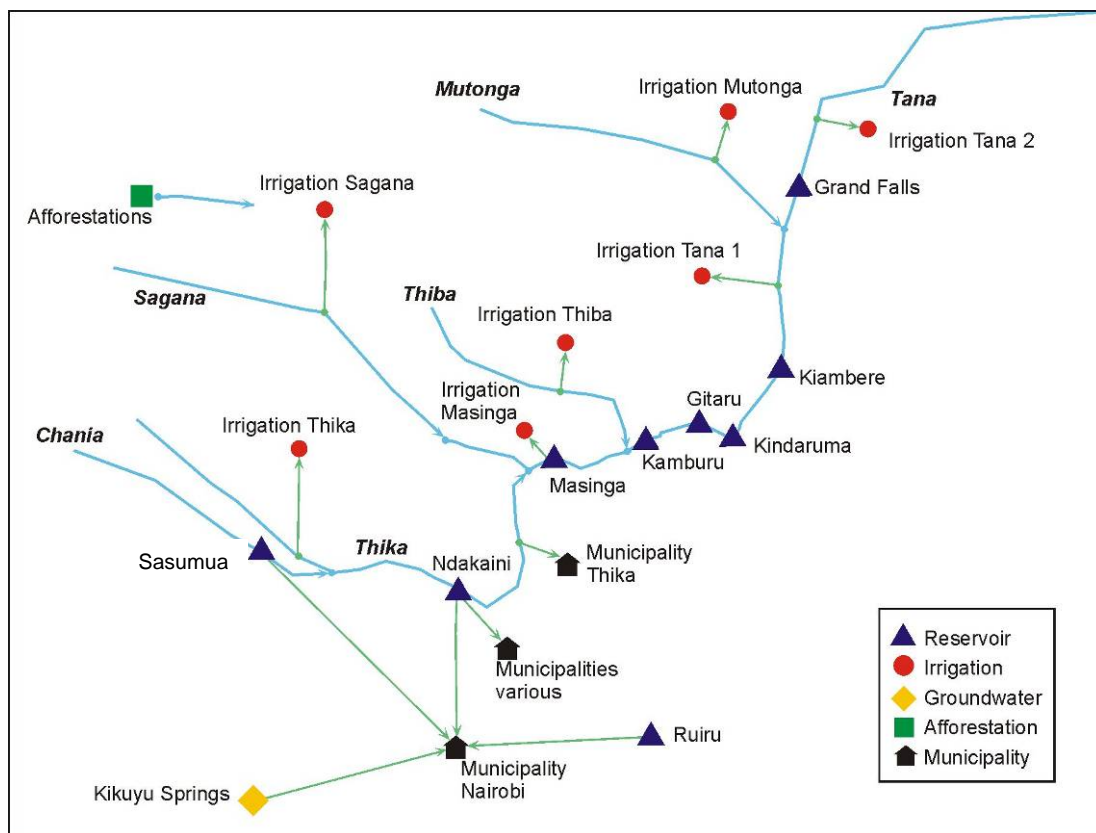 Mutonga
Irrigation Mutonga
Tana
Irrigation Tana 2
Grand Falls
Irrigation Sagana
Afforestations
Sagana
Irrigation Tana 1
Thiba
Irrigation Thiba
Kiambere
Irrigation
Masinga
Gitaru
Kindaruma
Kamburu
Masinga
Chania
Irrigation Thika
Sasumua
Thika
Ndakaini
Municipality
Thika
Municipalities
various
Ruiru
Municipality
Nairobi
Kikuyu Springs
Reservoir
Irrigation
Groundwater
Afforestation
Municipality